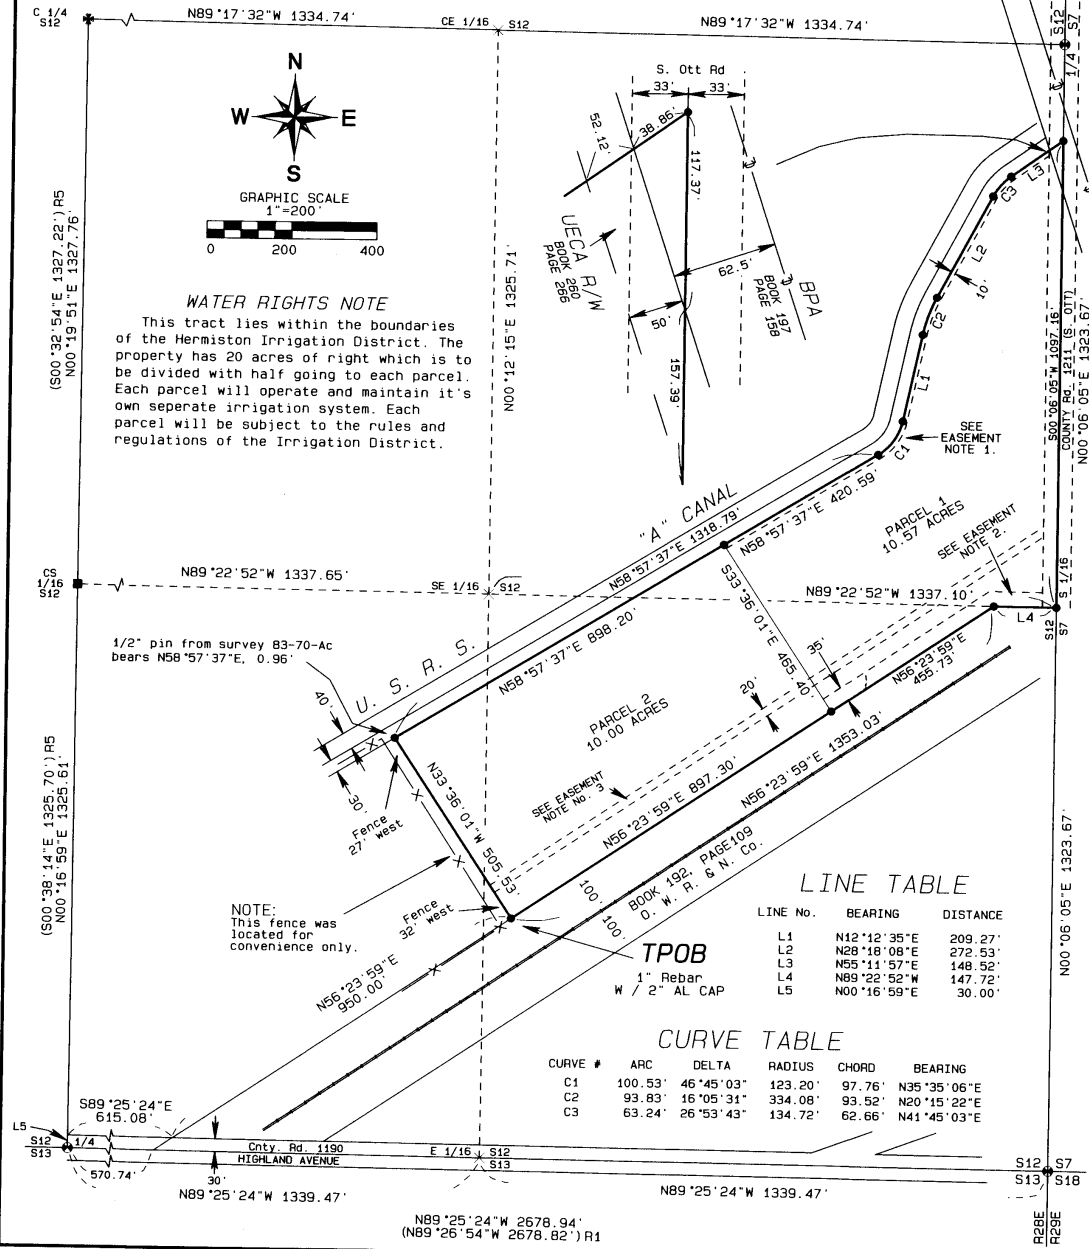 C 1/4
S12
N89°17'32"W 1334.74'
CE 1/16 S12
N89°17'32"W 1334.74'
S12 S7
1/4
N
W E
S
GRAPHIC SCALE
1"=200'
0 200 400
S. Ott Rd
33' 33'
52.12'
38.86'
117.37'
UECA R/W
BOOK 260
PAGE 266
62.5'
50'
BPA
BOOK 197
PAGE 158
157.39'
(S00°32'54"E 1327.22')R5
N00°19'51"E 1327.76'
N00°12'15"E 1325.71'
WATER RIGHTS NOTE
This tract lies within the boundaries
of the Hermiston Irrigation District. The
property has 20 acres of right which is to
be divided with half going to each parcel.
Each parcel will operate and maintain it's
own seperate irrigation system. Each
parcel will be subject to the rules and
regulations of the Irrigation District.
L3
C3
L2
10'
C2
L1
C1
SEE
EASEMENT
NOTE 1.
S00°06'05"W 1097.16'
COUNTY Rd. 1211 (S. OTT)
N00°06'05"E 1323.67'
"A" CANAL
N58°57'37"E 1318.79'
N58°57'37"E 420.59'
PARCEL 1
10.57 ACRES
SEE EASEMENT
NOTE 2.
CS
1/16
S12
N89°22'52"W 1337.65'
SE 1/16 S12
N89°22'52"W 1337.10'
S 1/16
S12 S7
L4
1/2" pin from survey 83-70-Ac
bears N58°57'37"E, 0.96'
U. S. R. S.
N58°57'37"E 898.20'
S33°36'01"E 465.40'
35'
N56°23'59"E
455.73'
40'
30'
PARCEL 2
10.00 ACRES
20'
N33°36'01"W 505.53'
Fence
27' west
SEE EASEMENT
NOTE No. 3
N56°23'59"E 897.30'
N56°23'59"E 1353.03'
(S00°38'14"E 1325.70')R5
N00°16'59"E 1325.61'
N00°06'05"E 1323.67'
NOTE:
This fence was
located for
convenience only.
Fence
32' west
100' 100'
BOOK 192, PAGE109
O. W. R. & N. Co.
TPOB
1" Rebar
W / 2" AL CAP
N56°23'59"E
950.00'
LINE TABLE
LINE No. BEARING DISTANCE
L1 N12°12'35"E 209.27'
L2 N28°18'08"E 272.53'
L3 N55°11'57"E 148.52'
L4 N89°22'52"W 147.72'
L5 N00°16'59"E 30.00'
CURVE TABLE
CURVE # ARC DELTA RADIUS CHORD BEARING
C1 100.53' 46°45'03" 123.20' 97.76' N35°35'06"E
C2 93.83' 16°05'31" 334.08' 93.52' N20°15'22"E
C3 63.24' 26°53'43" 134.72' 62.66' N41°45'03"E
S89°25'24"E
615.08'
L5
S12 1/4
S13
Cnty. Rd. 1190
HIGHLAND AVENUE
E 1/16 S12
S13
S12 S7
S13 S18
570.74'
30'
N89°25'24"W 1339.47'
N89°25'24"W 1339.47'
N89°25'24"W 2678.94'
(N89°26'54"W 2678.82')R1
R28E
R29E